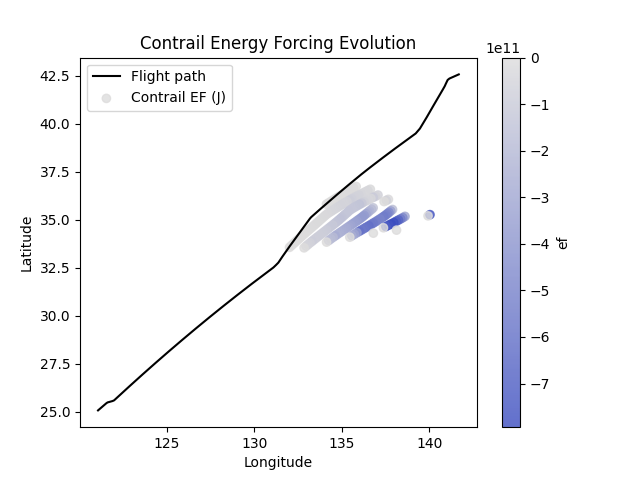 Contrail Energy Forcing Evolution
1e11
Flight path
Contrail EF (J)
42.5
40.0
37.5
35.0
32.5
30.0
27.5
25.0
Latitude
125
130
135
140
Longitude
0
−1
−2
−3
−4
−5
−6
−7
ef